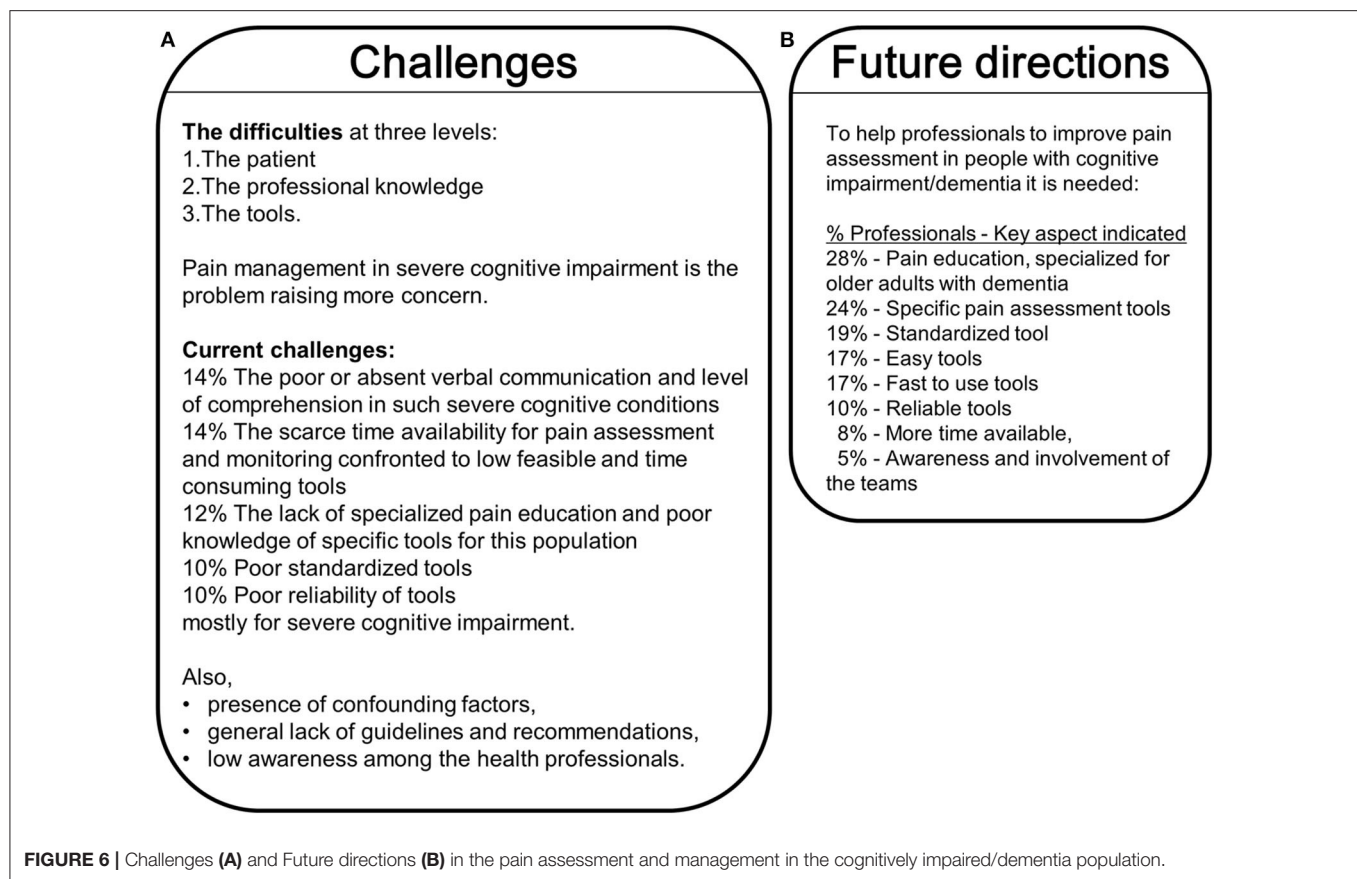 A
Challenges
The difficulties at three levels:
1.The patient
2.The professional knowledge
3.The tools.
Pain management in severe cognitive impairment is the
problem raising more concern.
Current challenges:
14% The poor or absent verbal communication and level
of comprehension in such severe cognitive conditions
14% The scarce time availability for pain assessment
and monitoring confronted to low feasible and time
consuming tools
12% The lack of specialized pain education and poor
knowledge of specific tools for this population
10% Poor standardized tools
10% Poor reliability of tools
mostly for severe cognitive impairment.
Also,
• presence of confounding factors,
• general lack of guidelines and recommendations,
• low awareness among the health professionals.
B
Future directions
To help professionals to improve pain
assessment in people with cognitive
impairment/dementia it is needed:
% Professionals - Key aspect indicated
28% - Pain education, specialized for
older adults with dementia
24% - Specific pain assessment tools
19% - Standardized tool
17% - Easy tools
17% - Fast to use tools
10% - Reliable tools
8% - More time available,
5% - Awareness and involvement of
the teams
FIGURE 6 | Challenges (A) and Future directions (B) in the pain assessment and management in the cognitively impaired/dementia population.